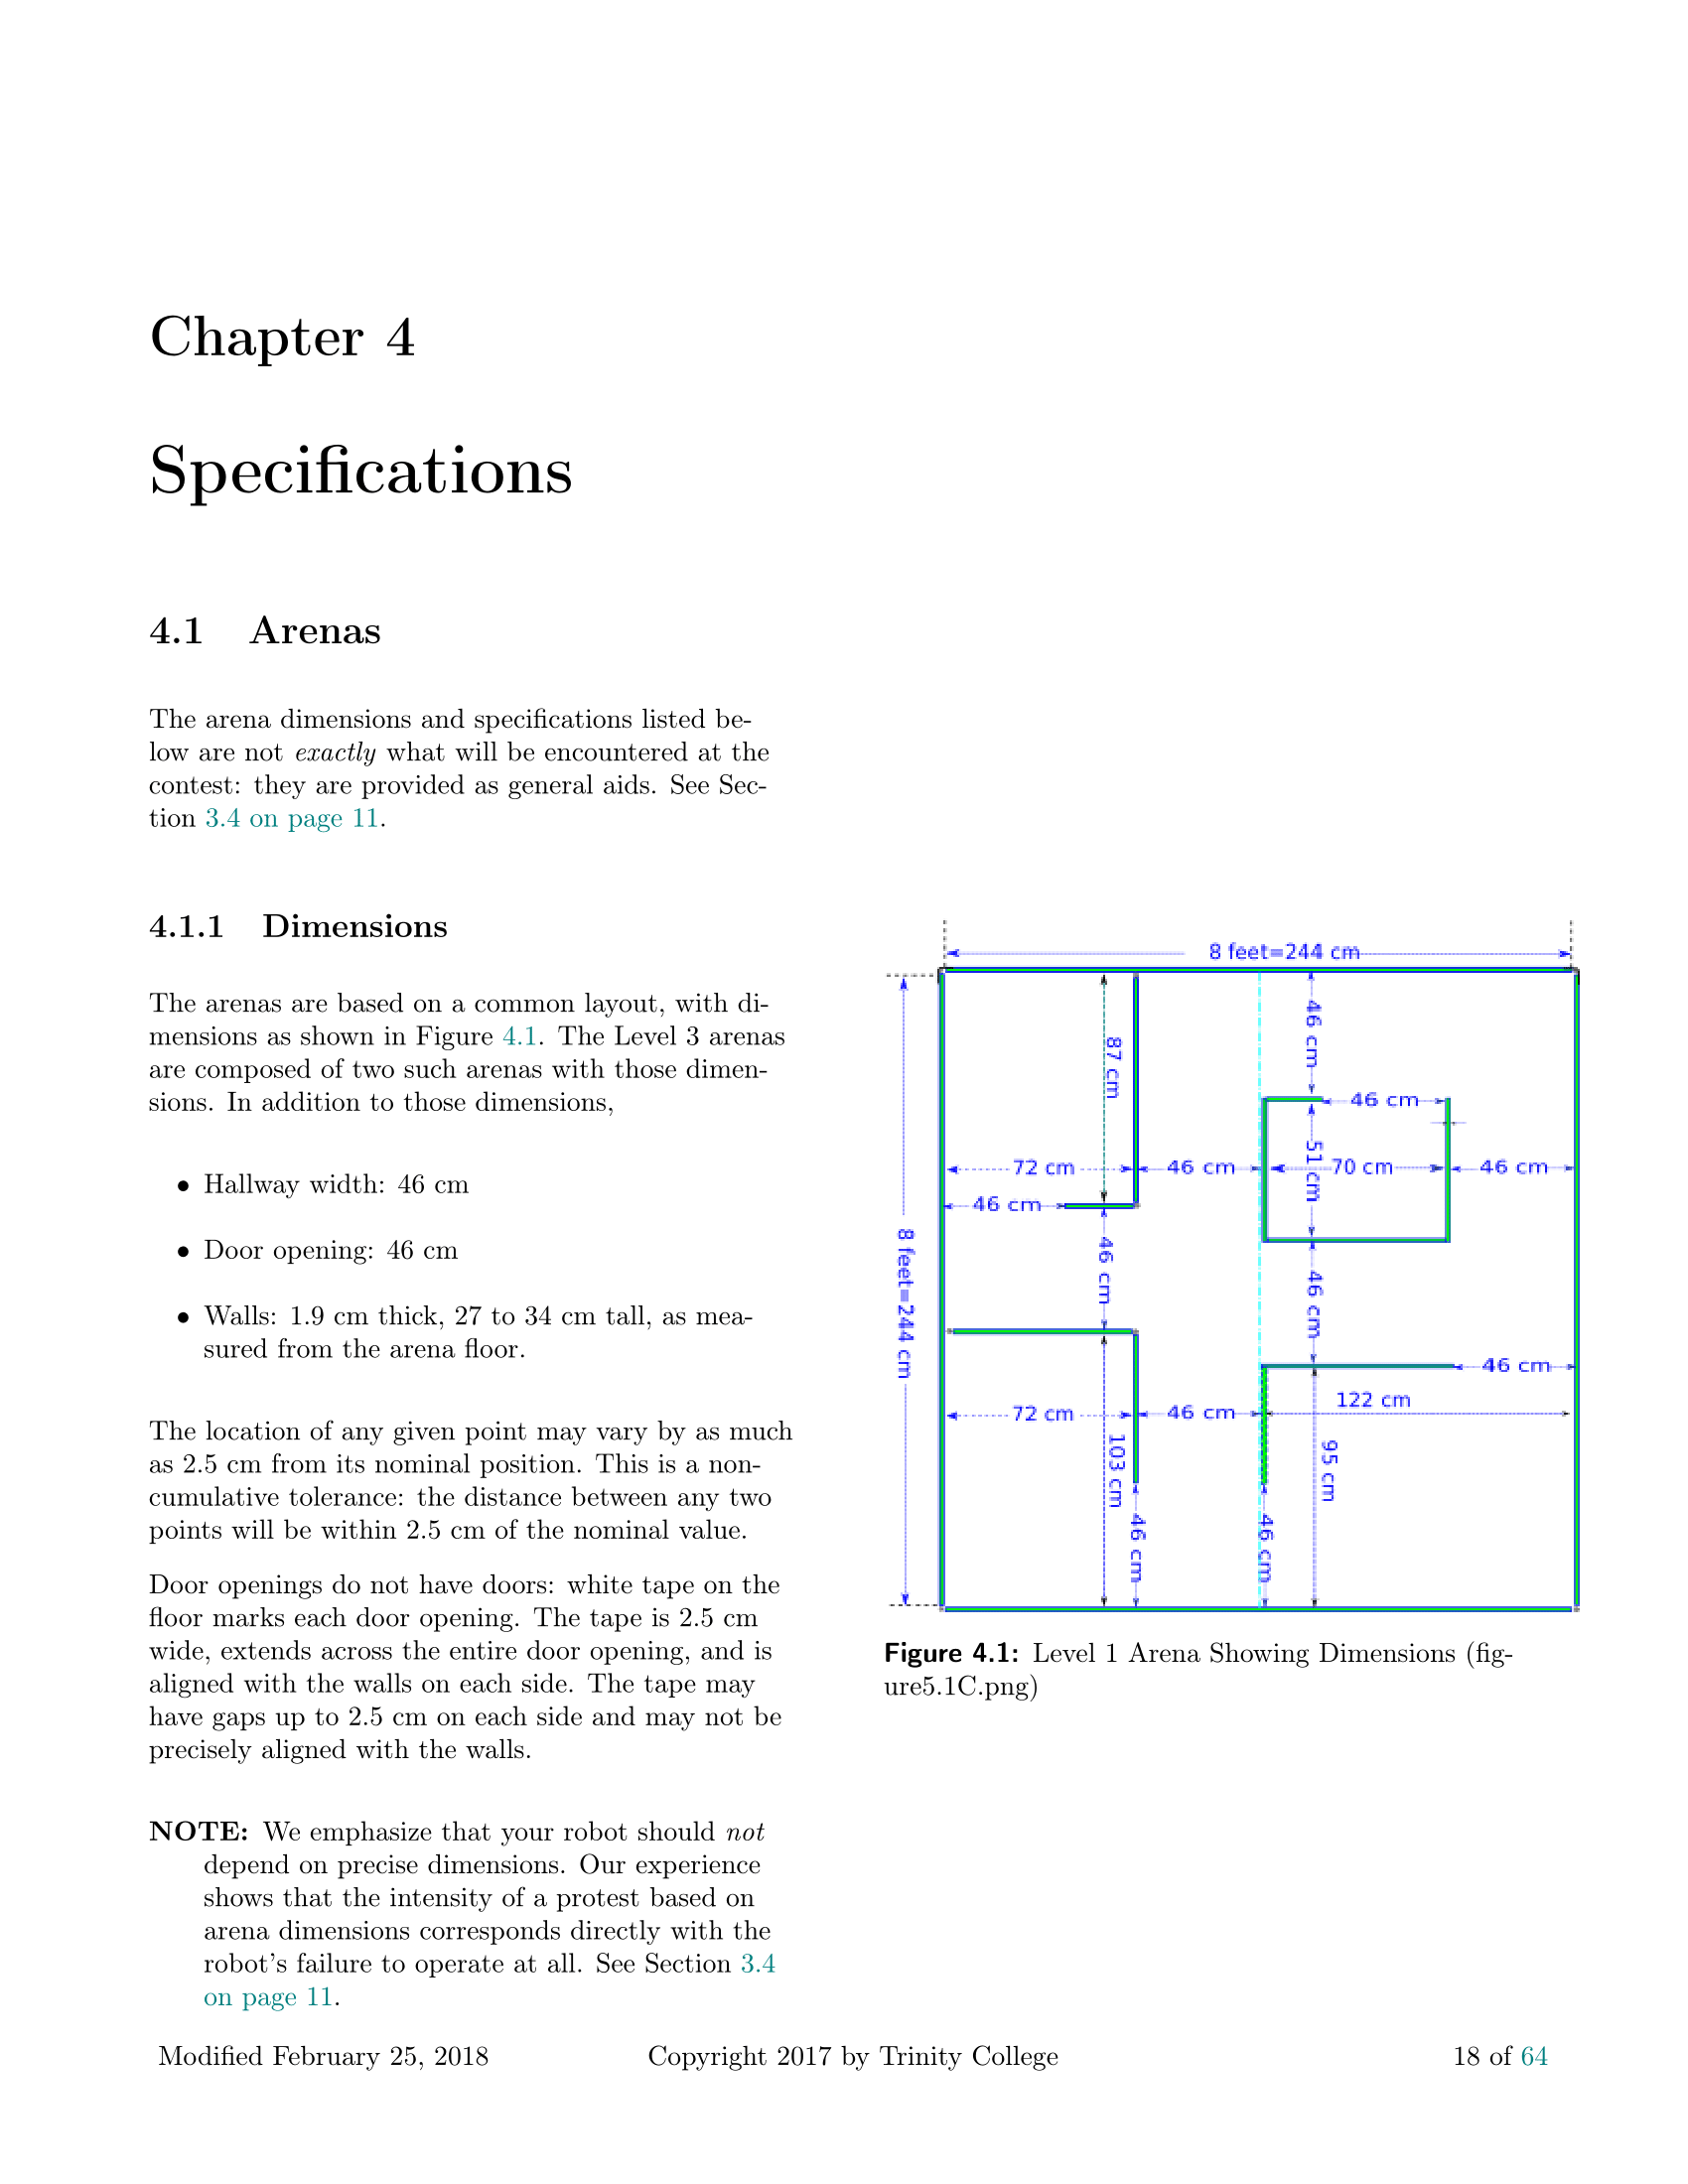 Chapter 4
Specifications
4.1 Arenas
The arena dimensions and specifications listed be-
low are not exactly what will be encountered at the
contest: they are provided as general aids. See Sec-
tion 3.4 on page 11.
4.1.1 Dimensions
The arenas are based on a common layout, with di-
mensions as shown in Figure 4.1. The Level 3 arenas
are composed of two such arenas with those dimen-
sions. In addition to those dimensions,
• Hallway width: 46 cm
• Door opening: 46 cm
• Walls: 1.9 cm thick, 27 to 34 cm tall, as mea-
sured from the arena floor.
The location of any given point may vary by as much
as 2.5 cm from its nominal position. This is a non-
cumulative tolerance: the distance between any two
points will be within 2.5 cm of the nominal value.
Door openings do not have doors: white tape on the
floor marks each door opening. The tape is 2.5 cm
wide, extends across the entire door opening, and is
aligned with the walls on each side. The tape may
have gaps up to 2.5 cm on each side and may not be
precisely aligned with the walls.
NOTE: We emphasize that your robot should not
depend on precise dimensions. Our experience
shows that the intensity of a protest based on
arena dimensions corresponds directly with the
robot's failure to operate at all. See Section 3.4
on page 11.
8 feet=244 cm
8 feet=244 cm
87 cm
46 cm
46 cm
51 cm
72 cm
46 cm
70 cm
46 cm
46 cm
46 cm
46 cm
46 cm
122 cm
72 cm
46 cm
103 cm
95 cm
46 cm
46 cm
Figure 4.1: Level 1 Arena Showing Dimensions (fig-
ure5.1C.png)
Modified February 25, 2018
Copyright 2017 by Trinity College
18 of 64